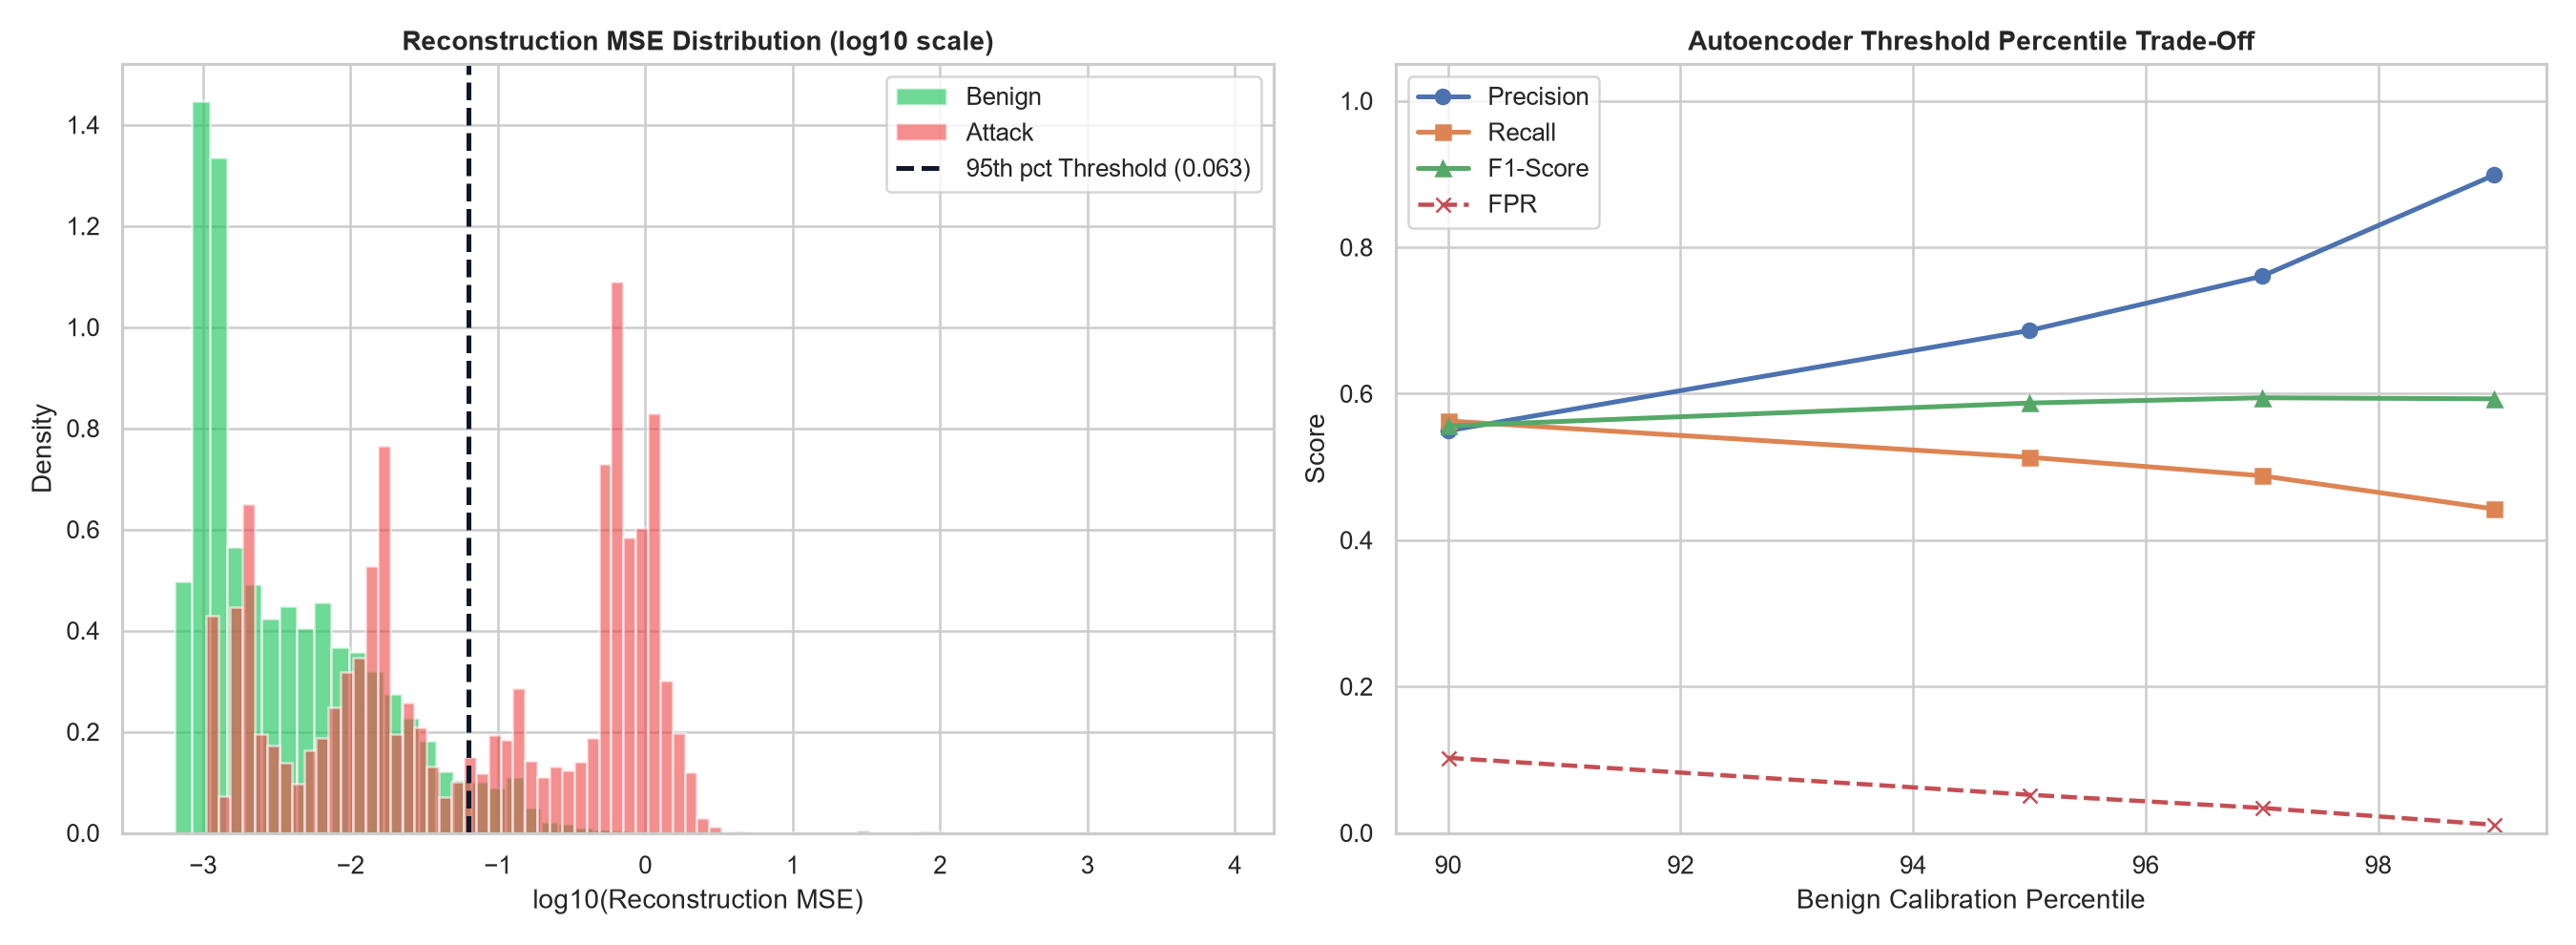 Reconstruction MSE Distribution (log10 scale)
Benign
Attack
95th pct Threshold (0.063)
Density
1.4
1.2
1.0
0.8
0.6
0.4
0.2
0.0
−3
−2
−1
0
1
2
3
4
log10(Reconstruction MSE)
Autoencoder Threshold Percentile Trade-Off
Precision
Recall
F1-Score
FPR
Score
1.0
0.8
0.6
0.4
0.2
0.0
90
92
94
96
98
Benign Calibration Percentile